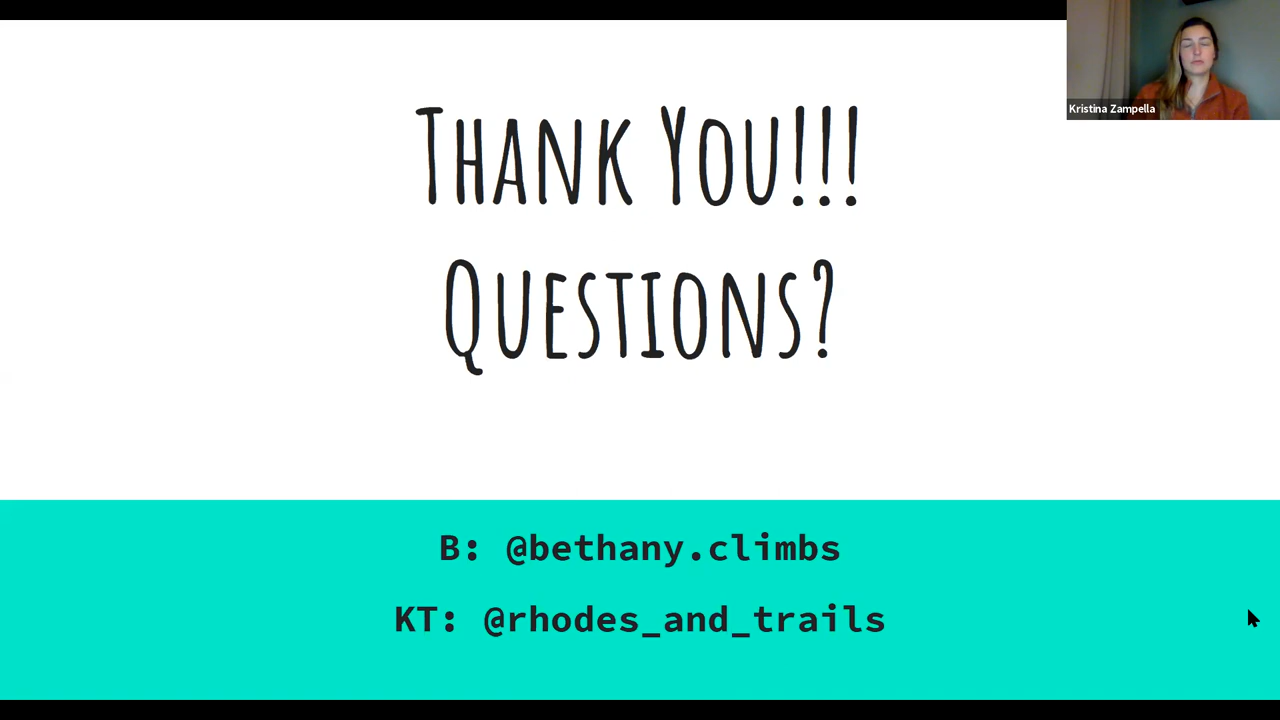 Kristina Zampella
Thank You!!!
Questions?
B: @bethany.climbs
KT: @rhodes_and_trails